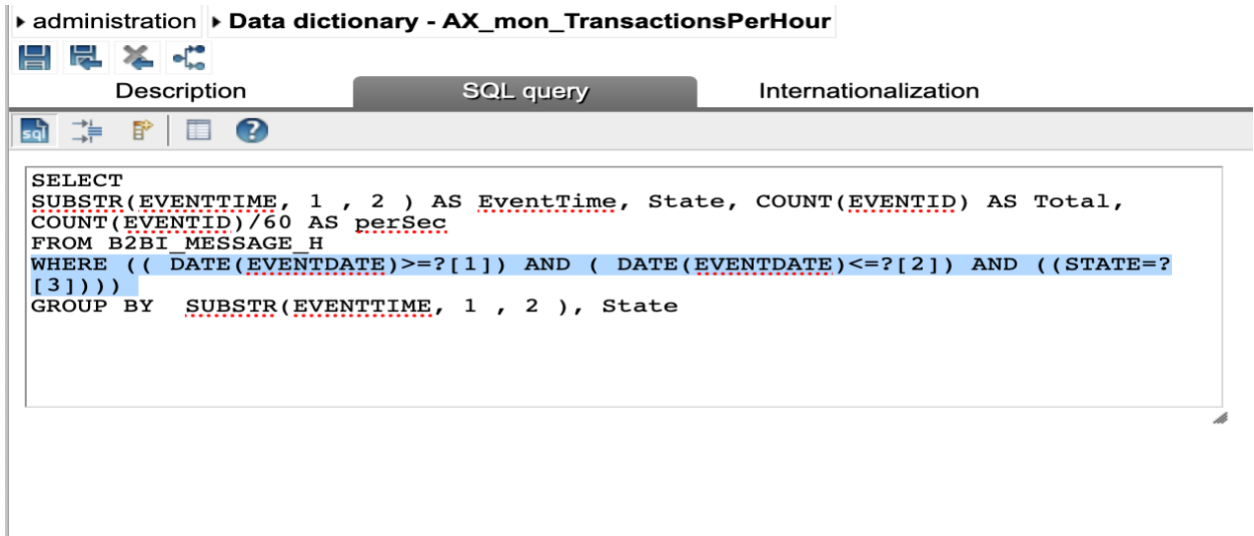 administration Data dictionary - AX_mon_TransactionsPerHour
Description SQL query Internationalization
sql ?
SELECT
SUBSTR(EVENTTIME, 1 , 2 ) AS EventTime, State, COUNT(EVENTID) AS Total,
COUNT(EVENTID)/60 AS perSec
FROM B2BI_MESSAGE_H
WHERE (( DATE(EVENTDATE)>=?[1]) AND ( DATE(EVENTDATE)<=?[2]) AND ((STATE=?
[3])))
GROUP BY  SUBSTR(EVENTTIME, 1 , 2 ), State